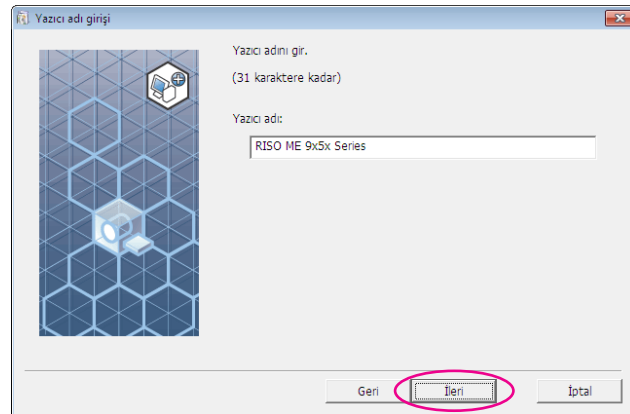 Yazıcı adı girişi
Yazıcı adını gir.
(31 karaktere kadar)
Yazıcı adı:
RISO ME 9x5x Series
Geri
İleri
İptal